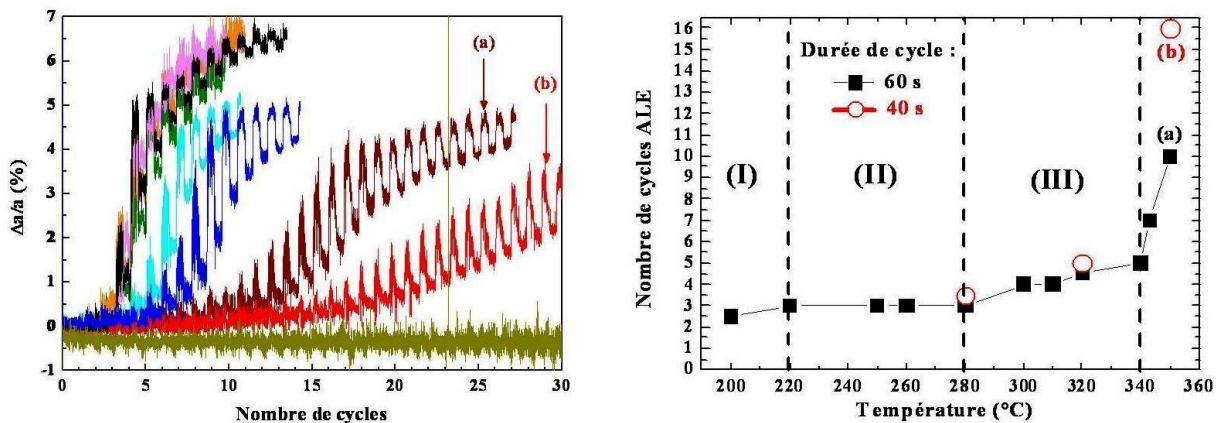 7
6
5
4
3
2
1
0
-1
Δa/a (%)
(a)
(b)
0 5 10 15 20 25 30
Nombre de cycles
16
15
14
13
12
11
10
9
8
7
6
5
4
3
2
1
0
Nombre de cycles ALE
Durée de cycle :
60 s
40 s
(b)
(a)
(I)
(II)
(III)
200 220 240 260 280 300 320 340 360
Température (°C)